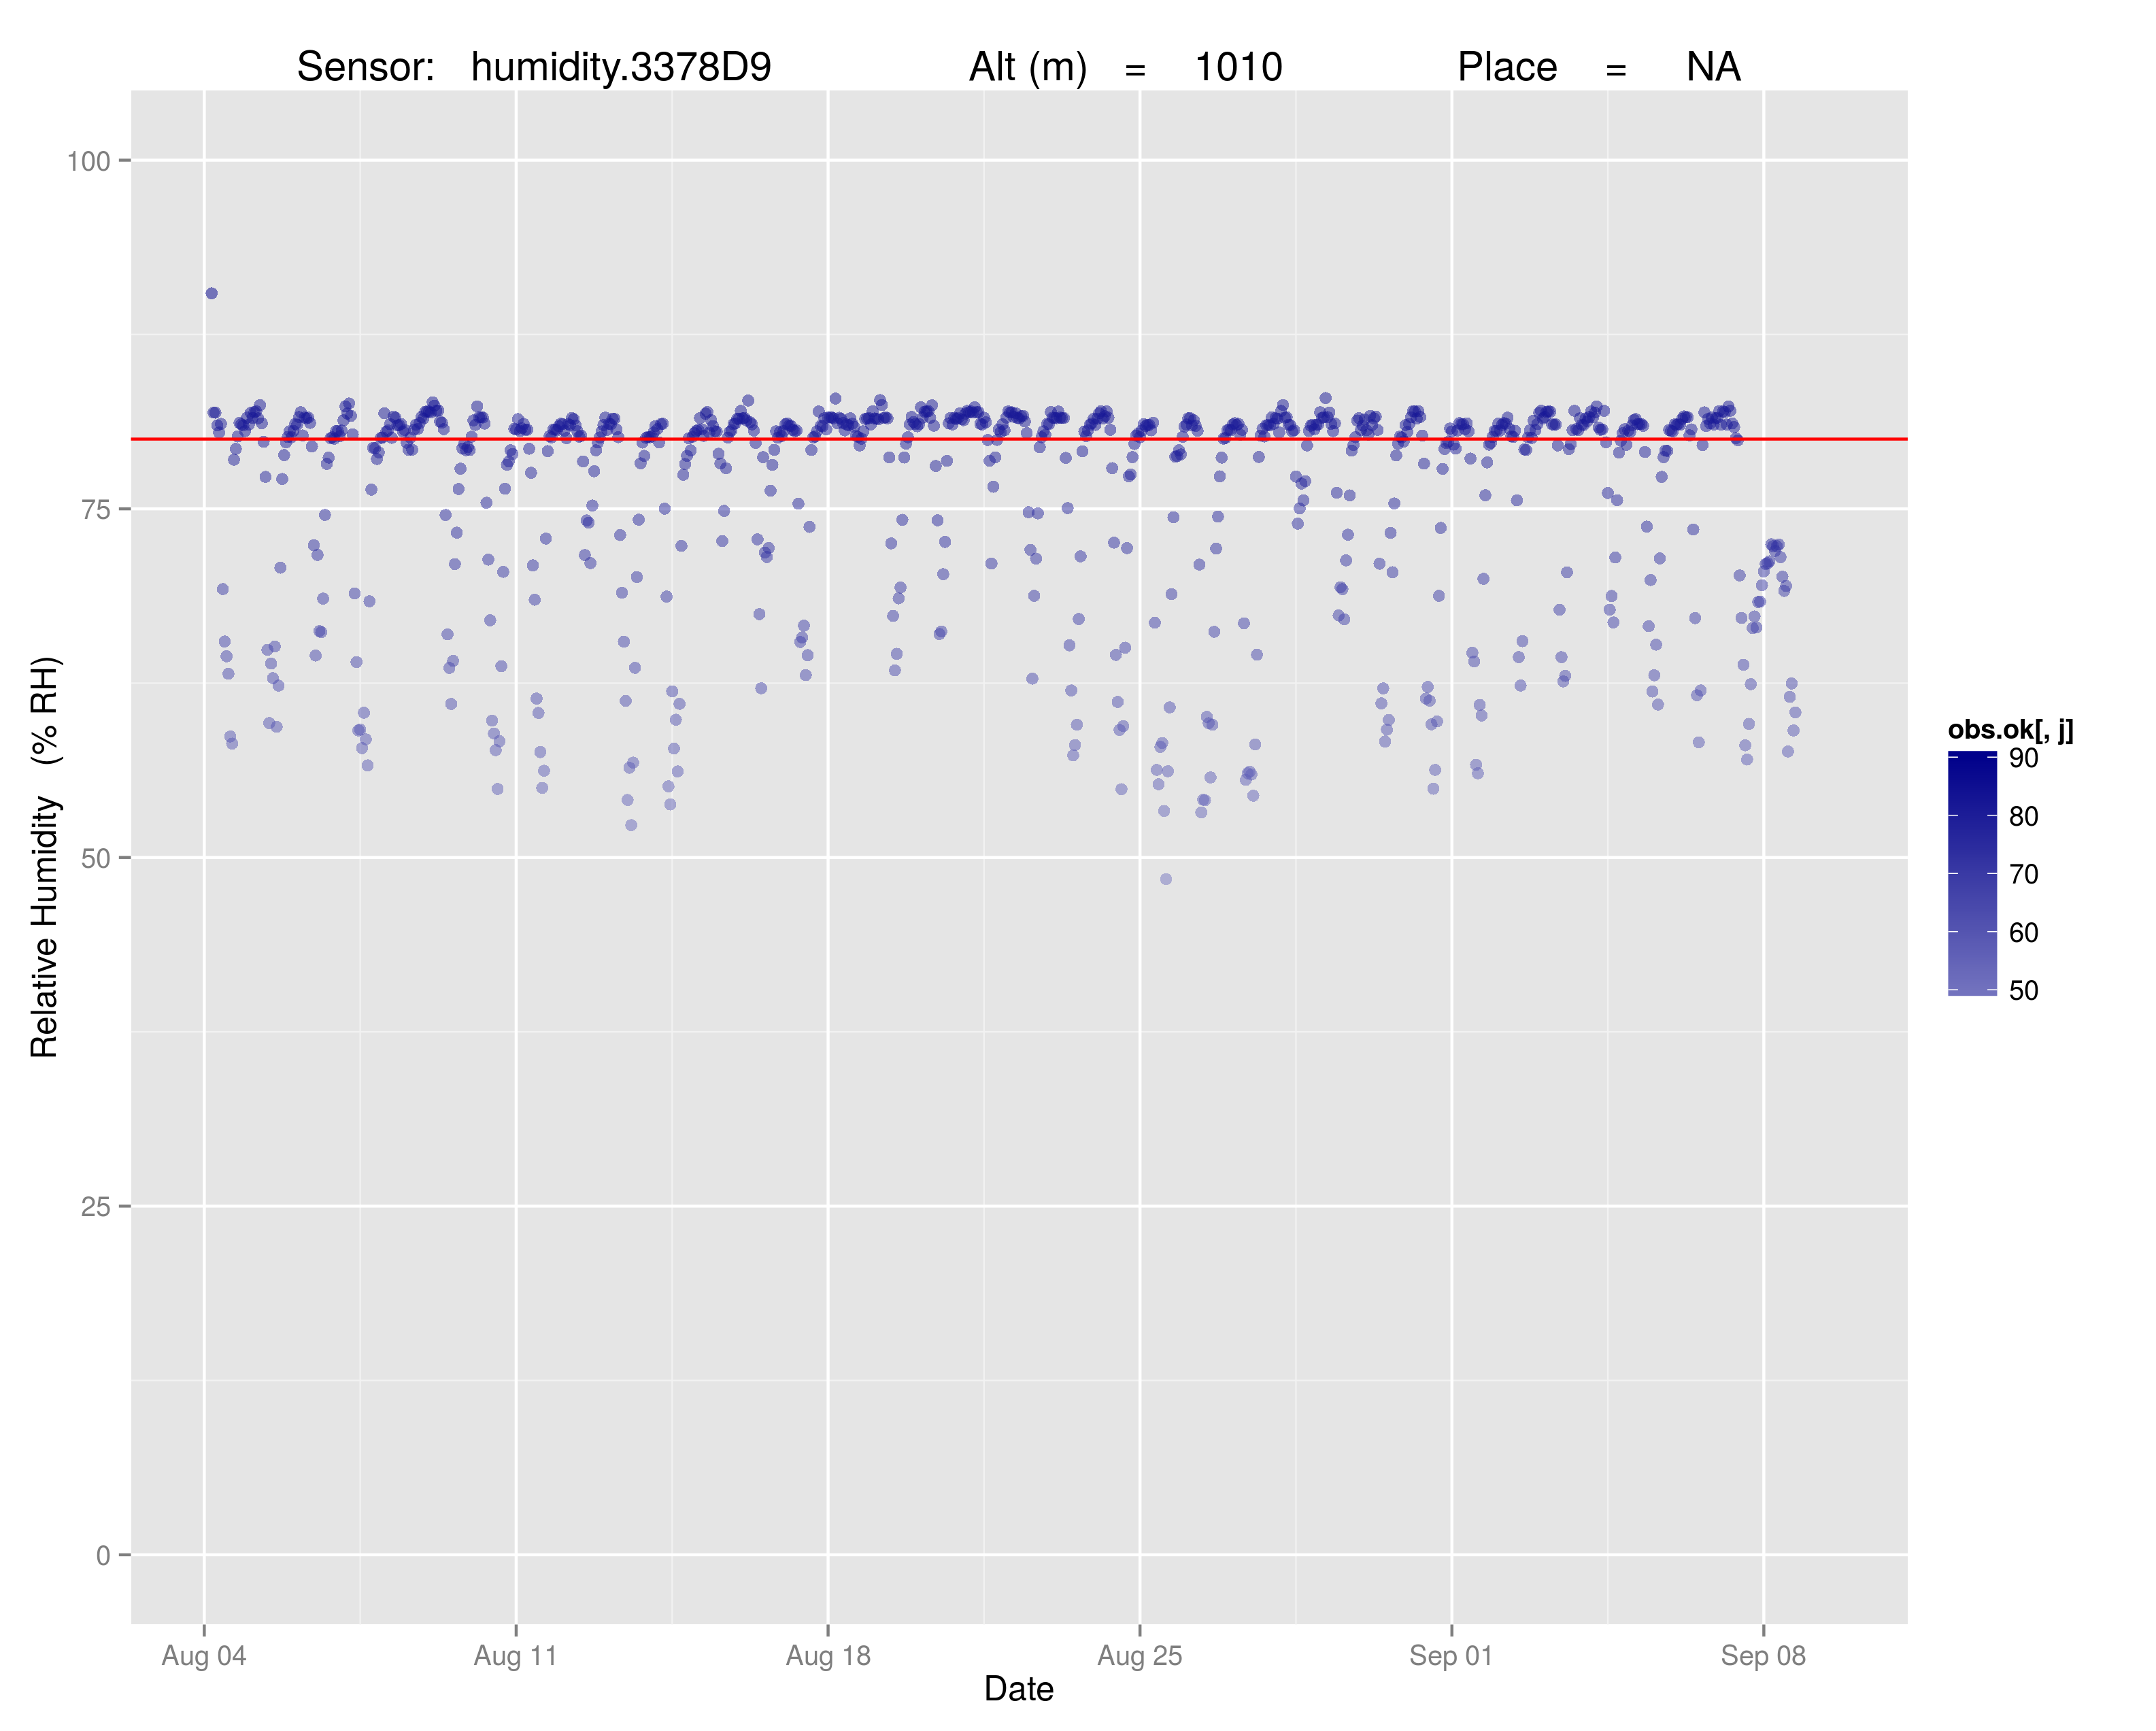 Sensor: humidity.3378D9 Alt (m) = 1010 Place = NA
100
75
50
25
0
Relative Humidity (% RH)
Aug 04 Aug 11 Aug 18 Aug 25 Sep 01 Sep 08
Date
obs.ok[, j]
90
80
70
60
50